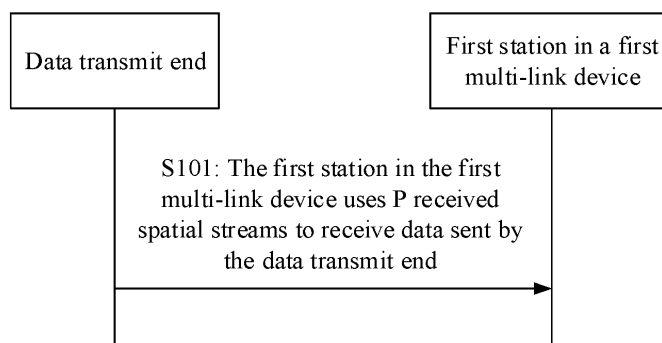 Data transmit end
First station in a first
multi-link device
S101: The first station in the first
multi-link device uses P received
spatial streams to receive data sent by
the data transmit end